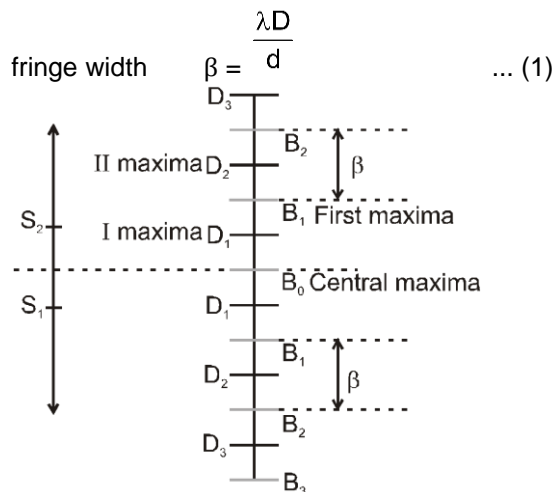 fringe width β = λD/d ... (1)
D₃
B₂
β
II maxima D₂
S₂
B₁ First maxima
I maxima D₁
B₀ Central maxima
S₁
D₁
B₁
β
D₂
B₂
D₃
B₃